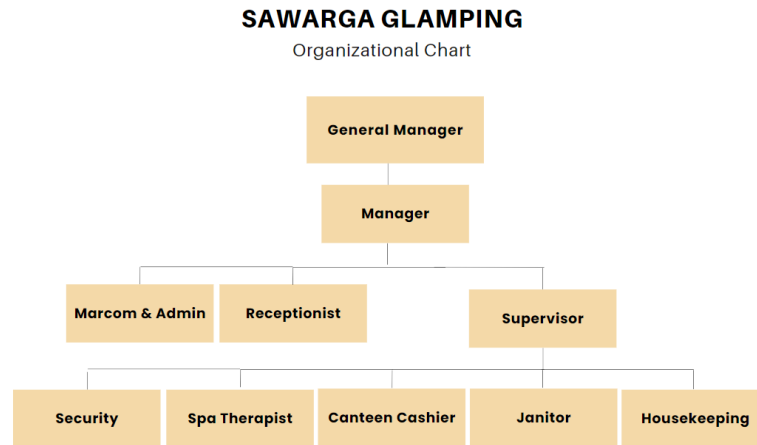 SAWARGA GLAMPING
Organizational Chart
General Manager
Manager
Marcom & Admin
Receptionist
Supervisor
Security
Spa Therapist
Canteen Cashier
Janitor
Housekeeping